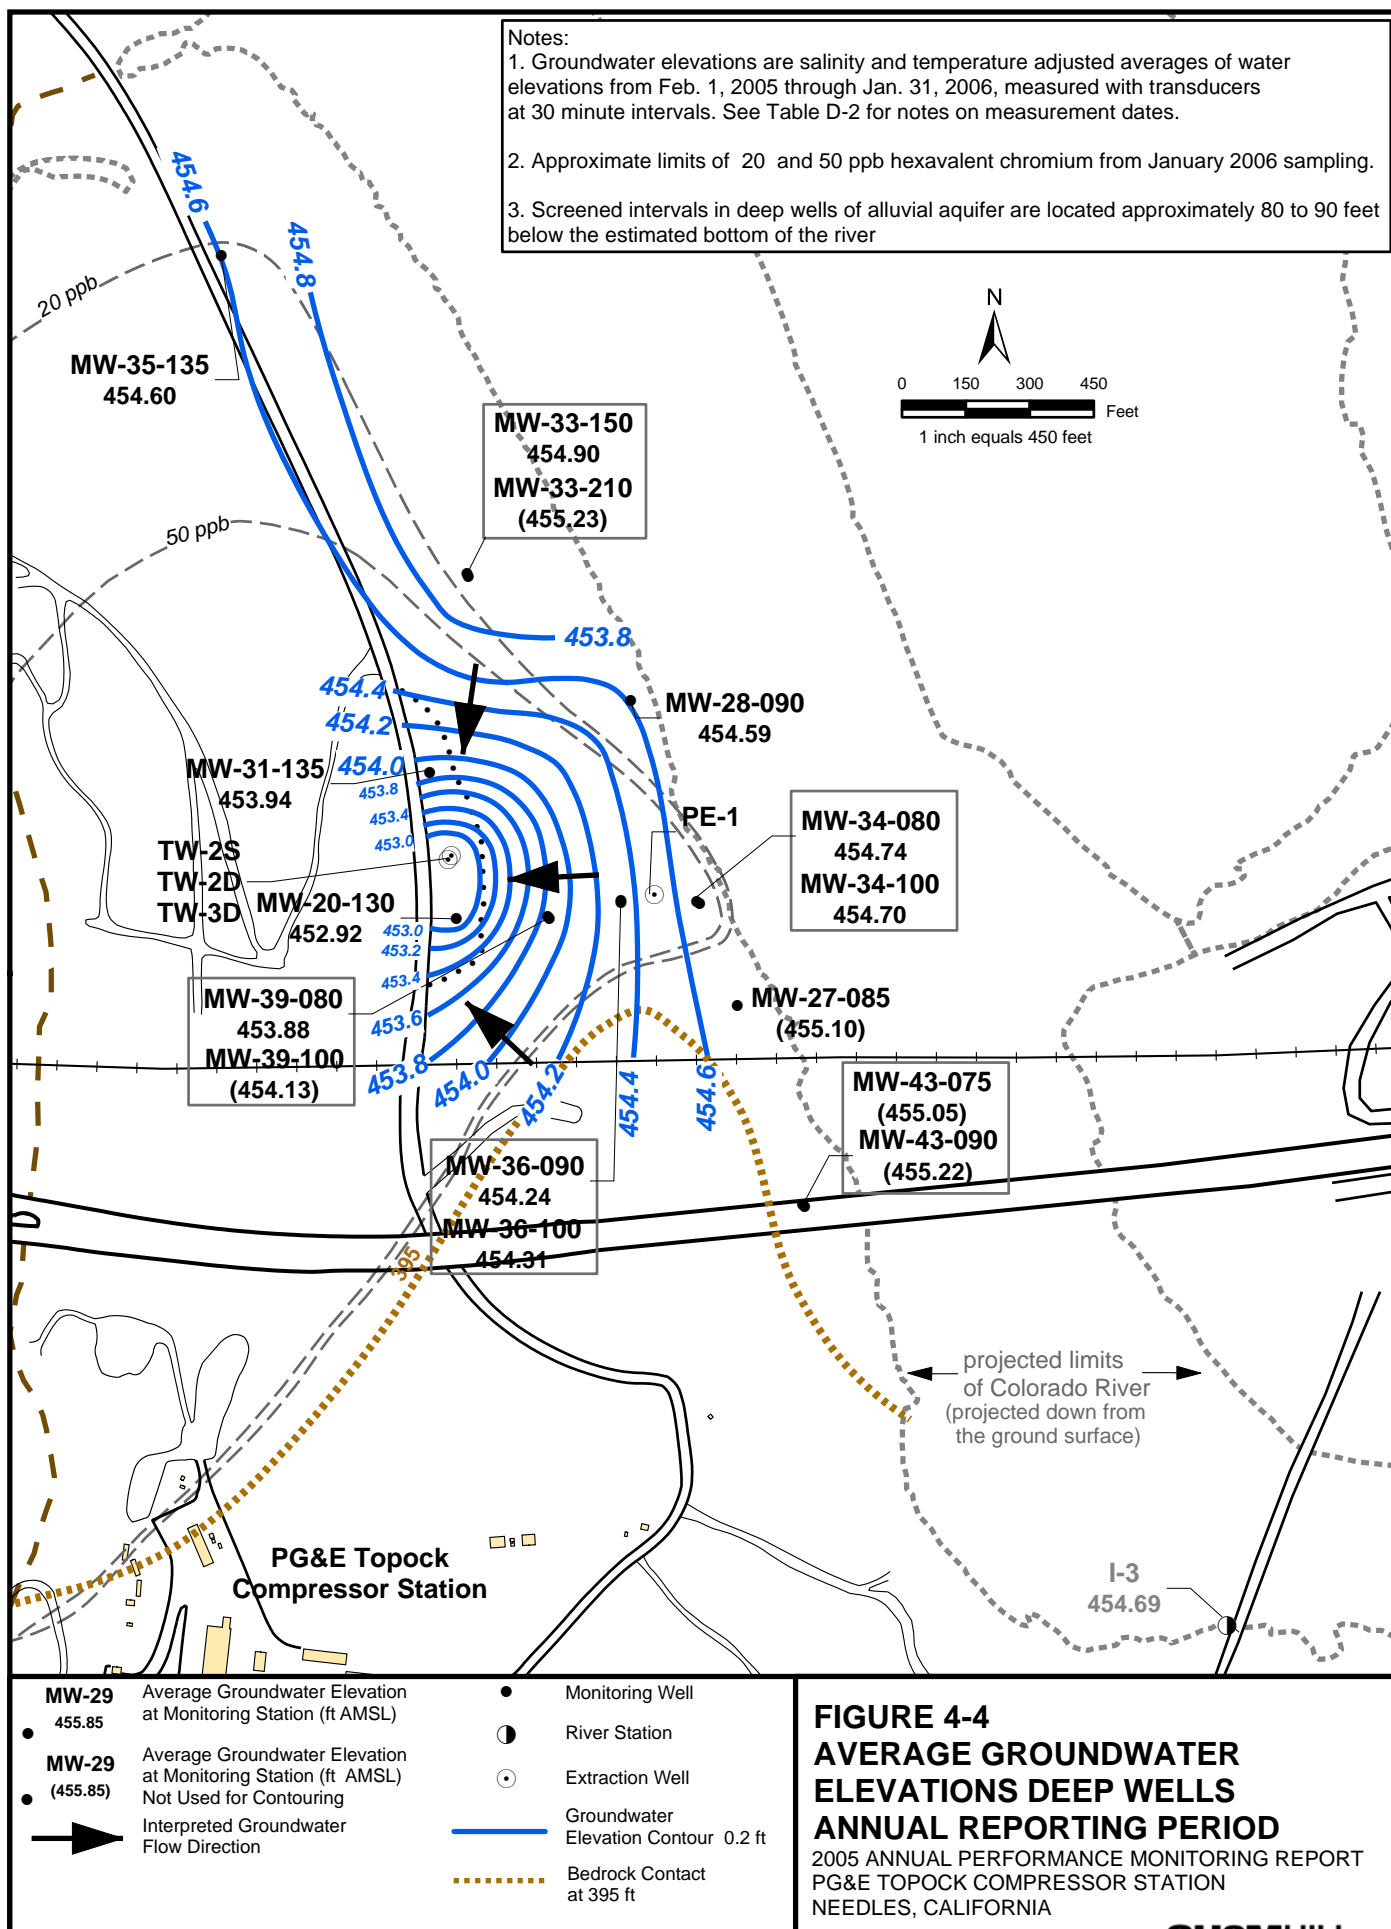 Notes:
1. Groundwater elevations are salinity and temperature adjusted averages of water
elevations from Feb. 1, 2005 through Jan. 31, 2006, measured with transducers
at 30 minute intervals. See Table D-2 for notes on measurement dates.
2. Approximate limits of 20 and 50 ppb hexavalent chromium from January 2006 sampling.
3. Screened intervals in deep wells of alluvial aquifer are located approximately 80 to 90 feet
below the estimated bottom of the river
454.6
454.8
20 ppb
N
0 150 300 450
Feet
1 inch equals 450 feet
MW-35-135
454.60
MW-33-150
454.90
MW-33-210
(455.23)
50 ppb
453.8
454.4
454.2
MW-28-090
454.59
MW-31-135
453.94
454.0
453.8
453.4
453.0
PE-1
MW-34-080
454.74
MW-34-100
454.70
TW-2S
TW-2D
TW-3D
MW-20-130
452.92
453.0
453.2
453.4
453.6
MW-39-080
453.88
MW-39-100
(454.13)
MW-27-085
(455.10)
453.8
454.0
454.2
454.4
454.6
MW-43-075
(455.05)
MW-43-090
(455.22)
MW-36-090
454.24
MW-36-100
454.31
395
projected limits
of Colorado River
(projected down from
the ground surface)
PG&E Topock
Compressor Station
I-3
454.69
MW-29
455.85
Average Groundwater Elevation
at Monitoring Station (ft AMSL)
MW-29
(455.85)
Average Groundwater Elevation
at Monitoring Station (ft AMSL)
Not Used for Contouring
Interpreted Groundwater
Flow Direction
Monitoring Well
River Station
Extraction Well
Groundwater
Elevation Contour 0.2 ft
Bedrock Contact
at 395 ft
FIGURE 4-4
AVERAGE GROUNDWATER
ELEVATIONS DEEP WELLS
ANNUAL REPORTING PERIOD
2005 ANNUAL PERFORMANCE MONITORING REPORT
PG&E TOPOCK COMPRESSOR STATION
NEEDLES, CALIFORNIA